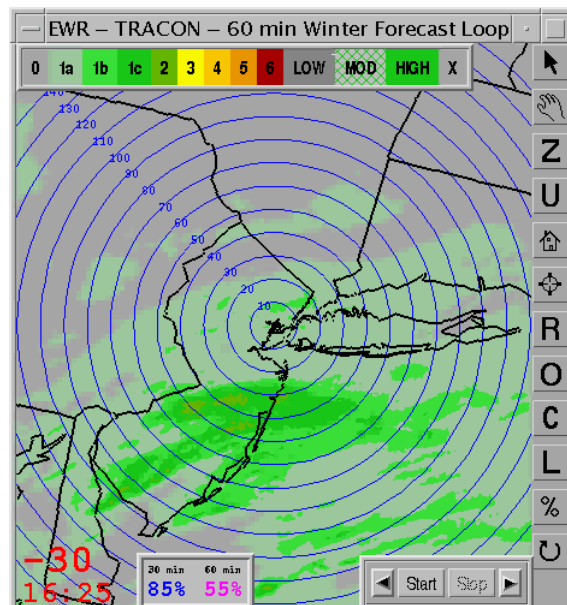 EWR – TRACON – 60 min Winter Forecast Loop
0 1a 1b 1c 2 3 4 5 6 LOW MOD HIGH X
140
130
120
110
100
90
80
70
60
50
40
30
20
10
Z
U
R
O
C
L
%
-30
16:25
30 min 60 min
85% 55%
Start Stop